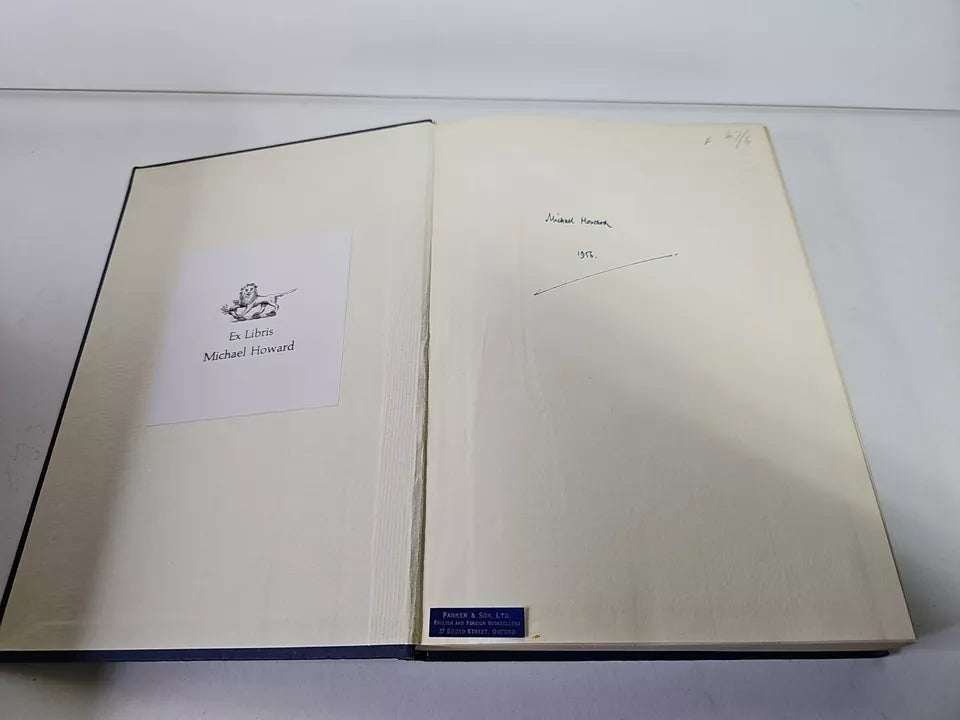 Ex Libris
Michael Howard
Michael Howard
1956.
PARKER & SON, LTD.
ENGLISH AND FOREIGN BOOKSELLERS
27 BROAD STREET, OXFORD